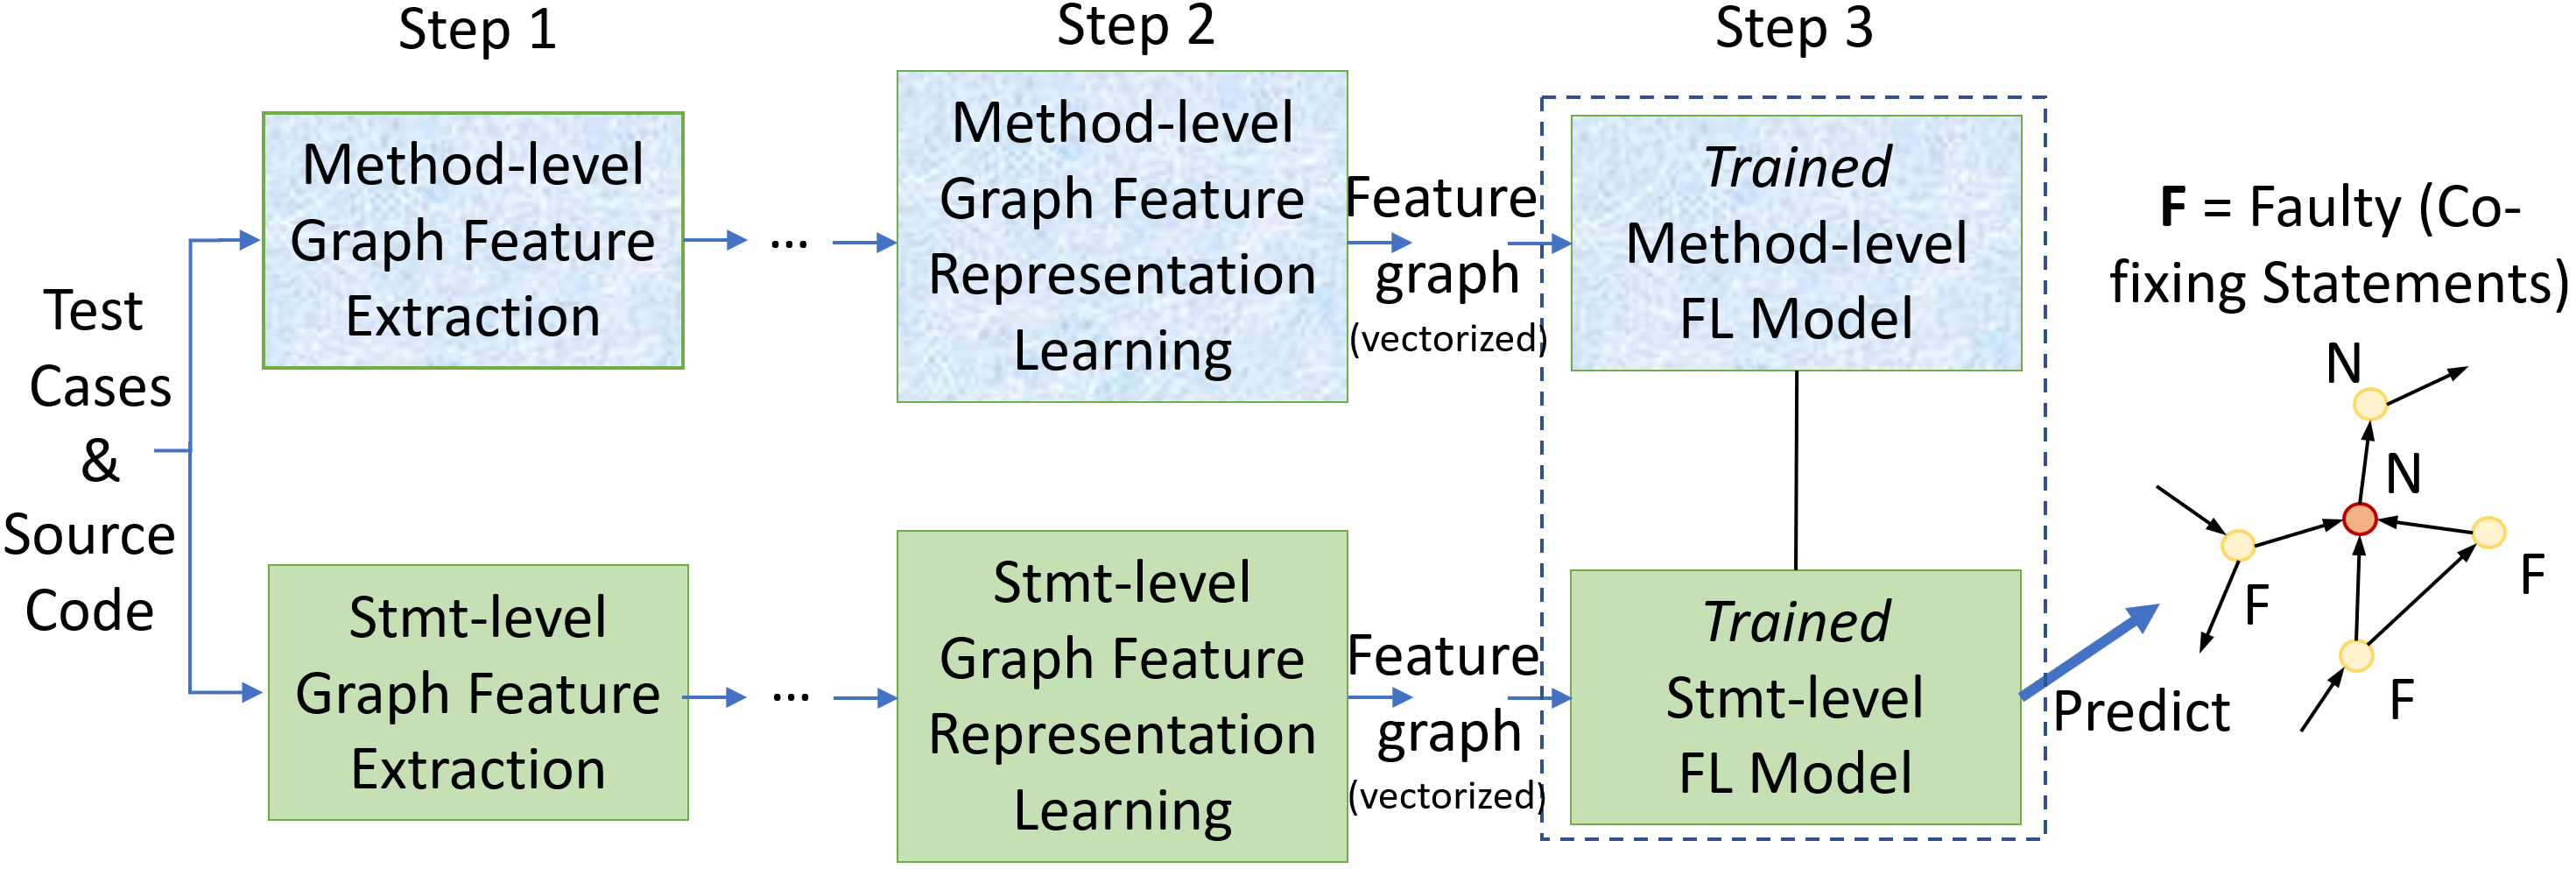 Step 1
Step 2
Step 3
Test
Cases
&
Source
Code
Method-level
Graph Feature
Extraction
...
Method-level
Graph Feature
Representation
Learning
Feature
graph
(vectorized)
Trained
Method-level
FL Model
Stmt-level
Graph Feature
Extraction
...
Stmt-level
Graph Feature
Representation
Learning
Feature
graph
(vectorized)
Trained
Stmt-level
FL Model
Predict
F = Faulty (Co-
fixing Statements)
N
N
F
F
F